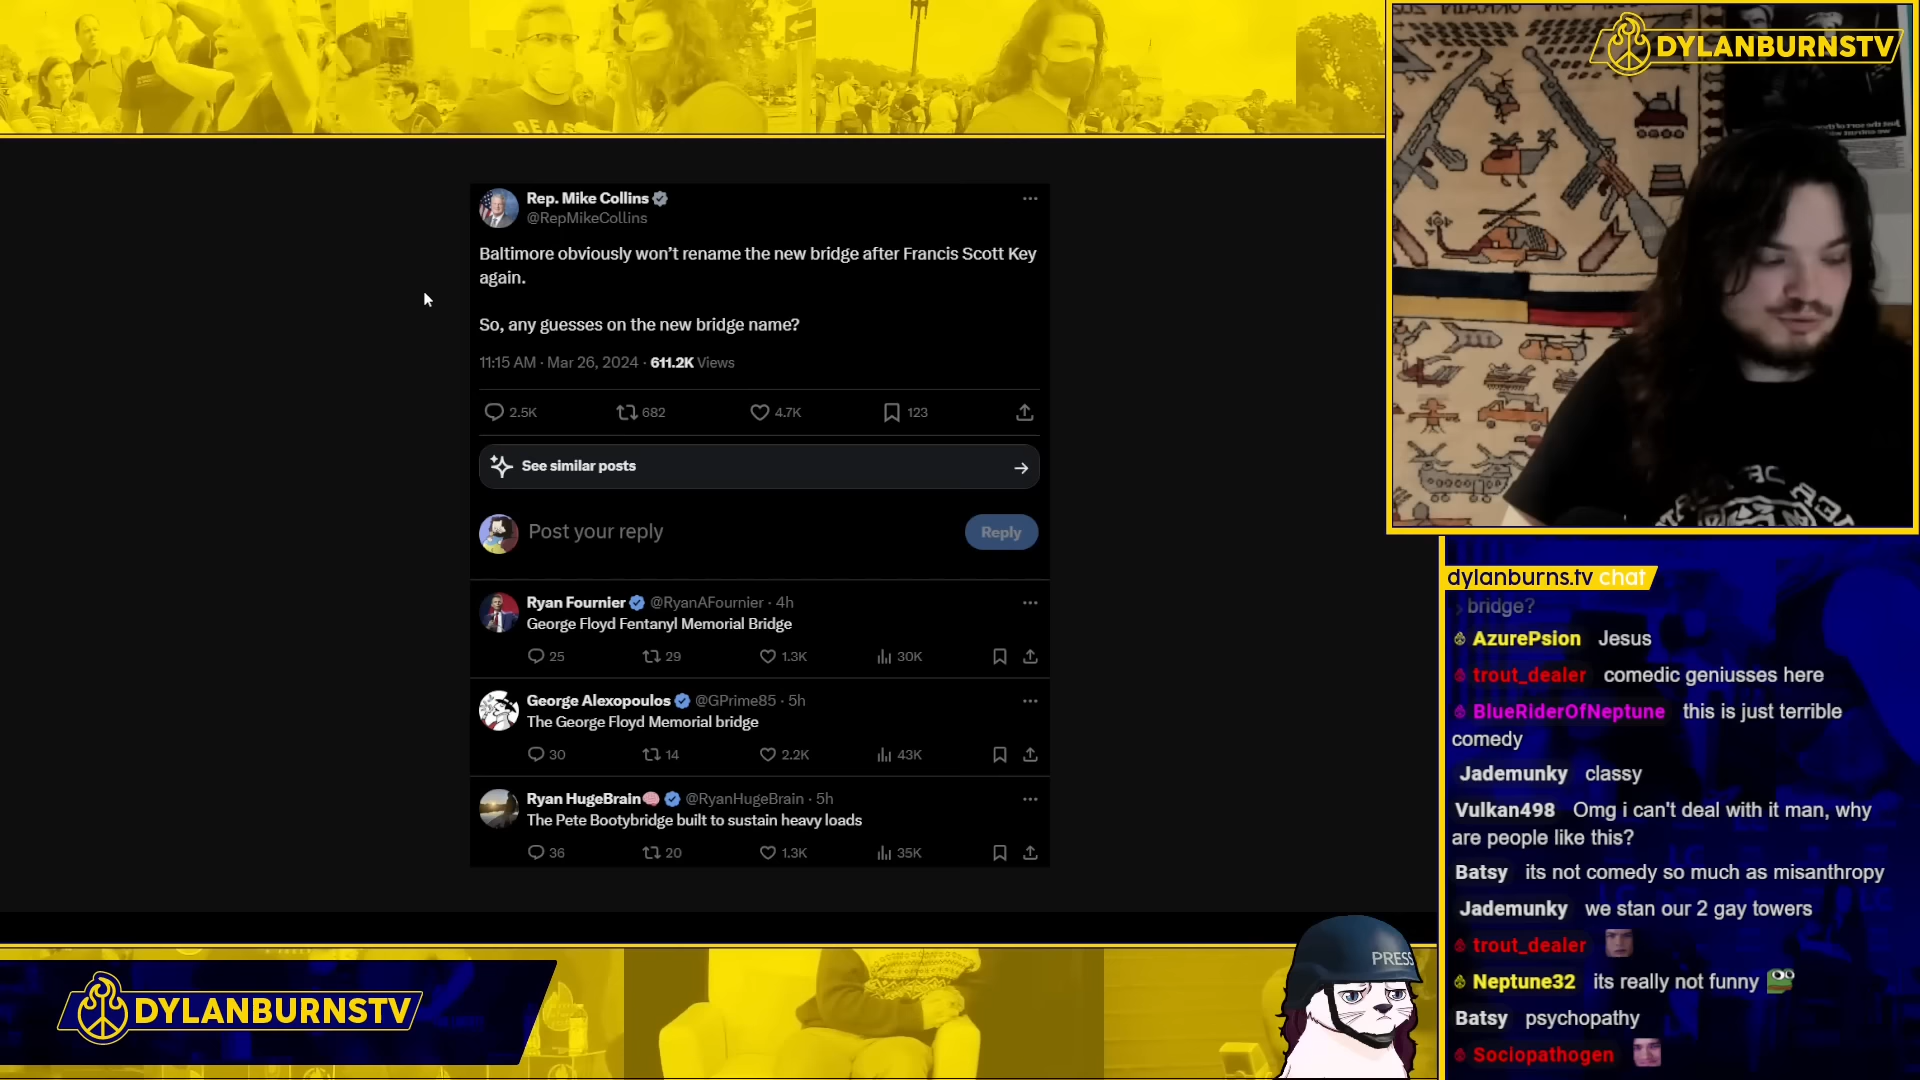 BEAS
DYLANBURNSTV
Rep. Mike Collins
@RepMikeCollins
Baltimore obviously won't rename the new bridge after Francis Scott Key
again.
So, any guesses on the new bridge name?
11:15 AM · Mar 26, 2024 · 611.2K Views
2.5K 682 4.7K 123
See similar posts
Post your reply
Reply
Ryan Fournier @RyanAFournier · 4h
George Floyd Fentanyl Memorial Bridge
25 29 1.3K 30K
George Alexopoulos @GPrime85 · 5h
The George Floyd Memorial bridge
30 14 2.2K 43K
Ryan HugeBrain🧠 @RyanHugeBrain · 5h
The Pete Bootybridge built to sustain heavy loads
36 20 1.3K 35K
dylanburns.tv chat
bridge?
AzurePsion Jesus
trout_dealer comedic geniusses here
BlueRiderOfNeptune this is just terrible
comedy
Jademunky classy
Vulkan498 Omg i can't deal with it man, why
are people like this?
Batsy its not comedy so much as misanthropy
Jademunky we stan our 2 gay towers
trout_dealer
Neptune32 its really not funny
Batsy psychopathy
Sociopathogen
PRESS
DYLANBURNSTV